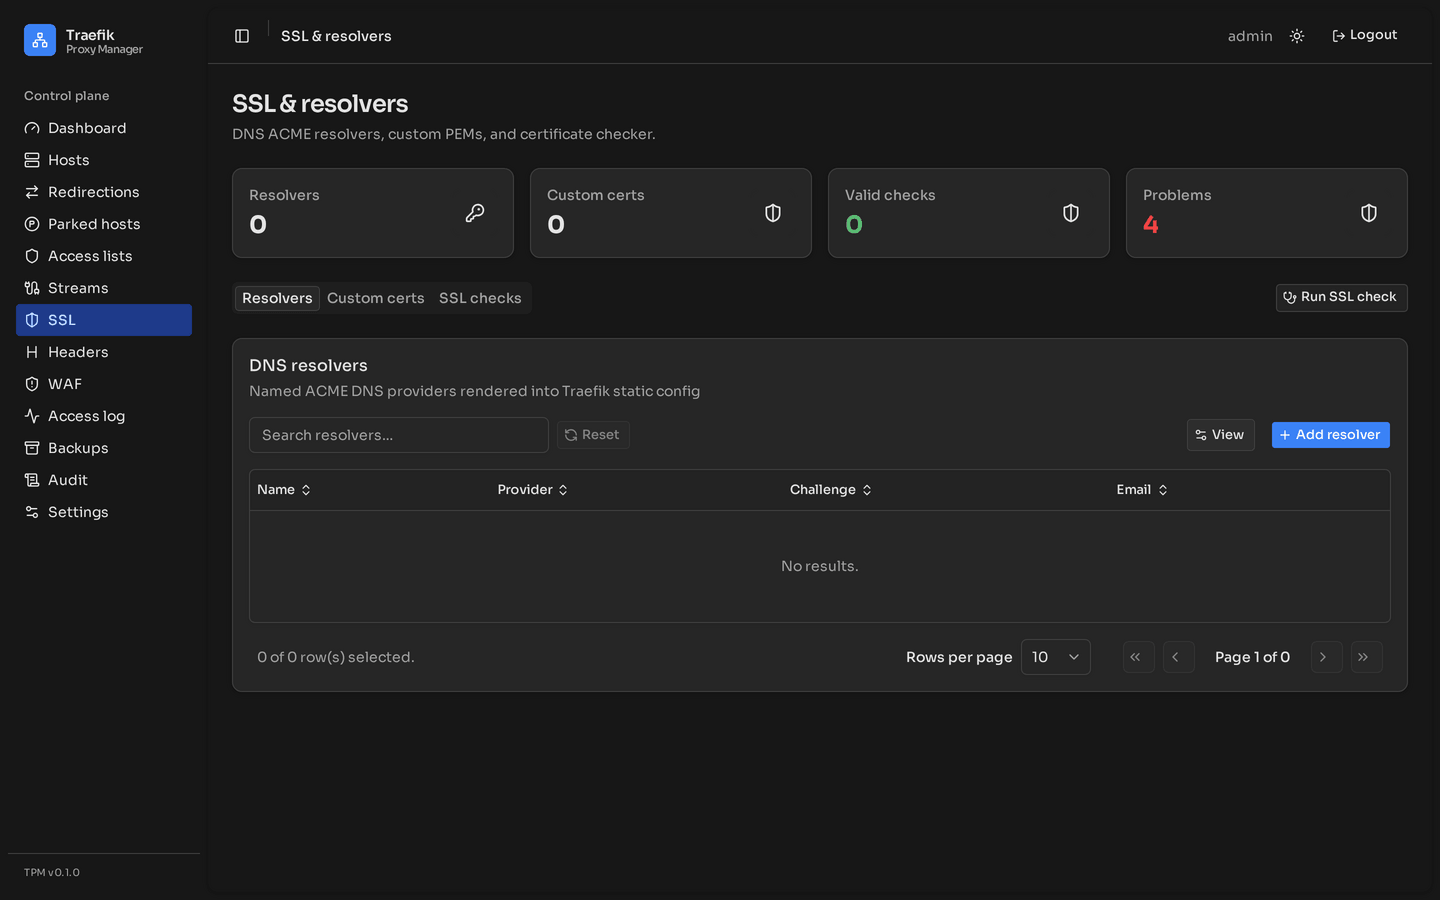 Traefik
Proxy Manager
Control plane
Dashboard
Hosts
Redirections
Parked hosts
Access lists
Streams
SSL
Headers
WAF
Access log
Backups
Audit
Settings
TPM v0.1.0
SSL & resolvers
admin
Logout
SSL & resolvers
DNS ACME resolvers, custom PEMs, and certificate checker.
Resolvers
0
Custom certs
0
Valid checks
0
Problems
4
Resolvers Custom certs SSL checks
Run SSL check
DNS resolvers
Named ACME DNS providers rendered into Traefik static config
Search resolvers...
Reset
View
Add resolver
Name Provider Challenge Email
No results.
0 of 0 row(s) selected.
Rows per page 10 Page 1 of 0